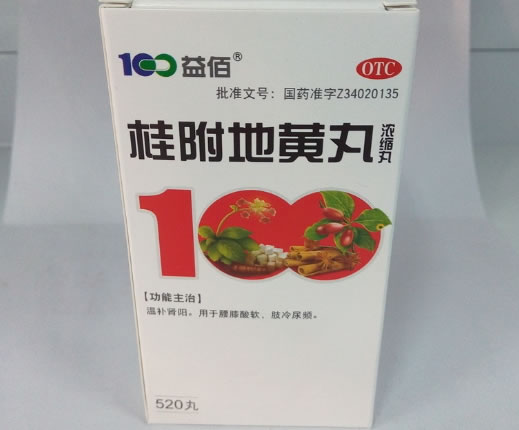 100 益佰®
OTC
批准文号：国药准字Z34020135
桂附地黄丸 浓缩丸
100
【功能主治】
温补肾阳。用于腰膝酸软、肢冷尿频。
520丸